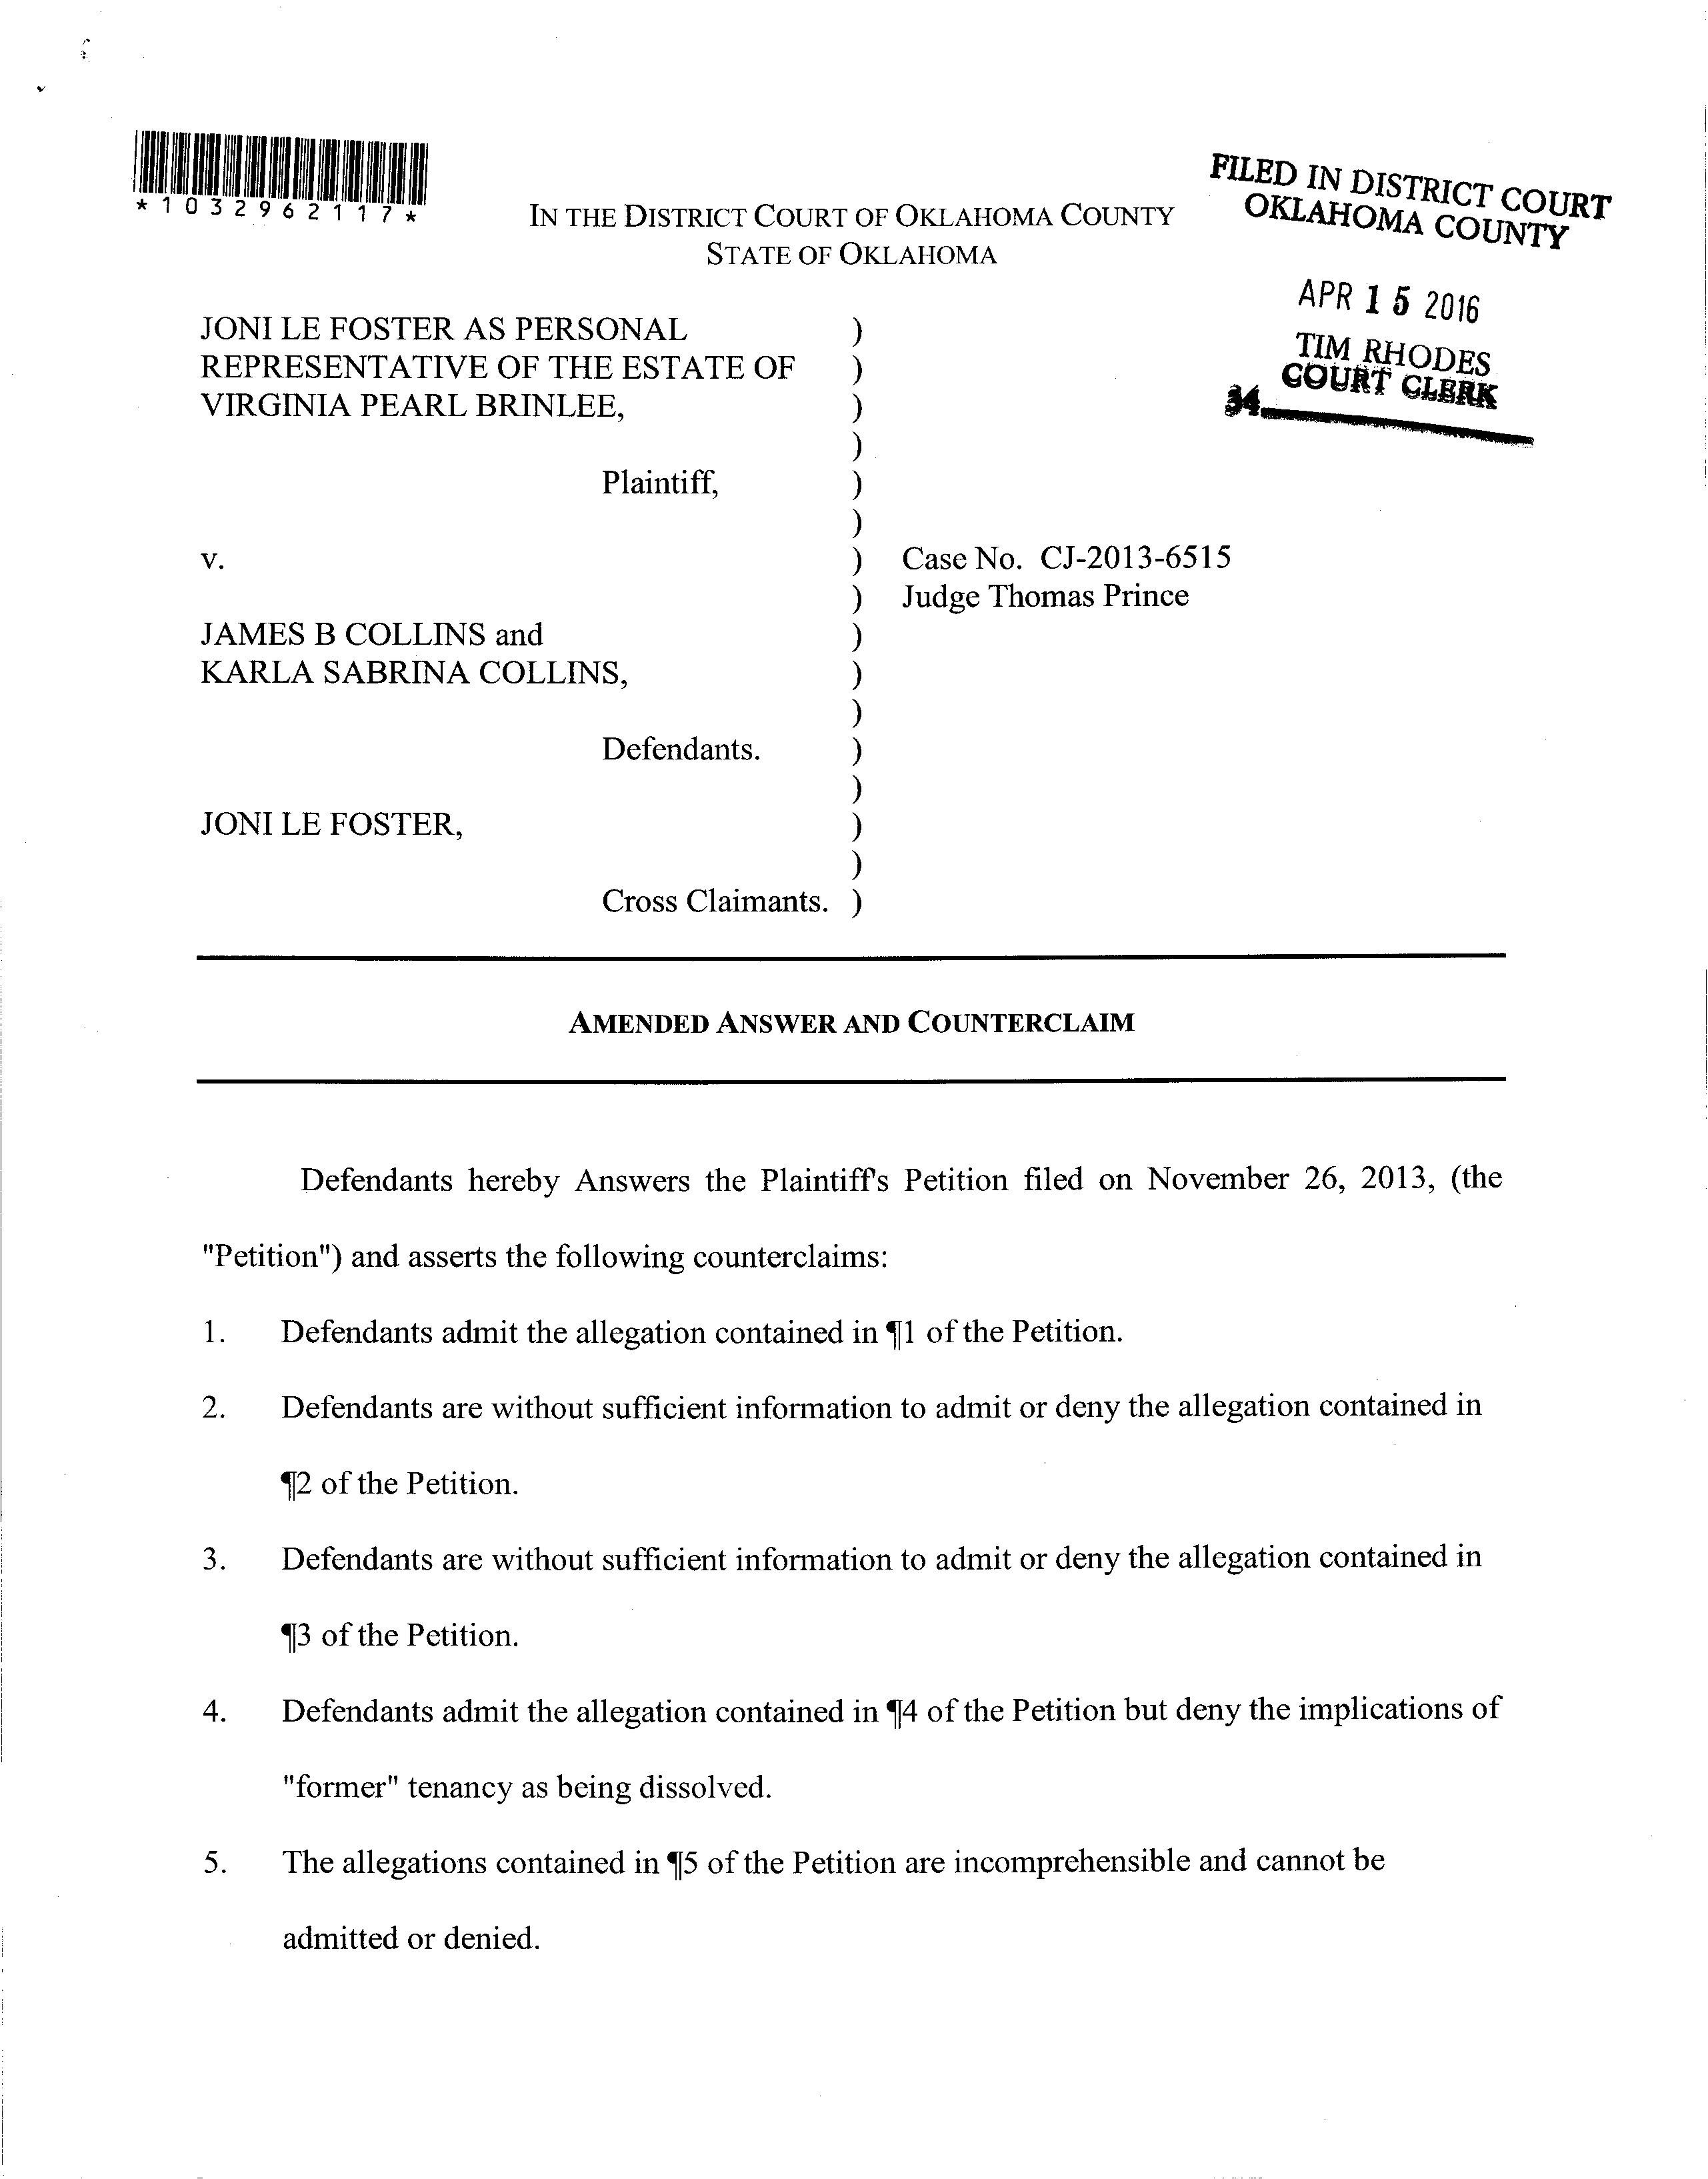 *1032962117*
IN THE DISTRICT COURT OF OKLAHOMA COUNTY
STATE OF OKLAHOMA
FILED IN DISTRICT COURT
OKLAHOMA COUNTY
APR 15 2016
TIM RHODES
COURT CLERK
34
JONI LE FOSTER AS PERSONAL )
REPRESENTATIVE OF THE ESTATE OF )
VIRGINIA PEARL BRINLEE, )
)
Plaintiff, )
)
v. ) Case No. CJ-2013-6515
) Judge Thomas Prince
JAMES B COLLINS and )
KARLA SABRINA COLLINS, )
)
Defendants. )
)
JONI LE FOSTER, )
)
Cross Claimants. )
AMENDED ANSWER AND COUNTERCLAIM
Defendants hereby Answers the Plaintiff's Petition filed on November 26, 2013, (the
"Petition") and asserts the following counterclaims:
1. Defendants admit the allegation contained in ¶1 of the Petition.
2. Defendants are without sufficient information to admit or deny the allegation contained in
¶2 of the Petition.
3. Defendants are without sufficient information to admit or deny the allegation contained in
¶3 of the Petition.
4. Defendants admit the allegation contained in ¶4 of the Petition but deny the implications of
"former" tenancy as being dissolved.
5. The allegations contained in ¶5 of the Petition are incomprehensible and cannot be
admitted or denied.